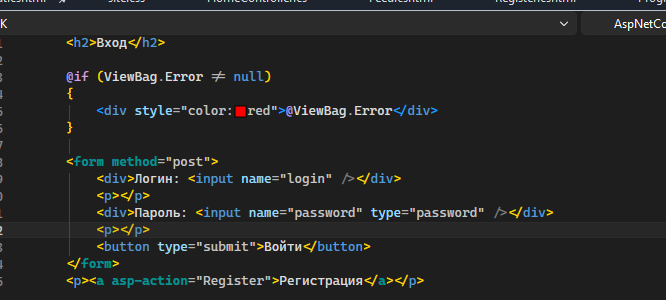 K
AspNetCo
<h2>Вход</h2>
@if (ViewBag.Error ≠ null)
{
<div style="color:red">@ViewBag.Error</div>
}
<form method="post">
<div>Логин: <input name="login" /></div>
<p></p>
<div>Пароль: <input name="password" type="password" /></div>
<p></p>
<button type="submit">Войти</button>
</form>
<p><a asp-action="Register">Регистрация</a></p>